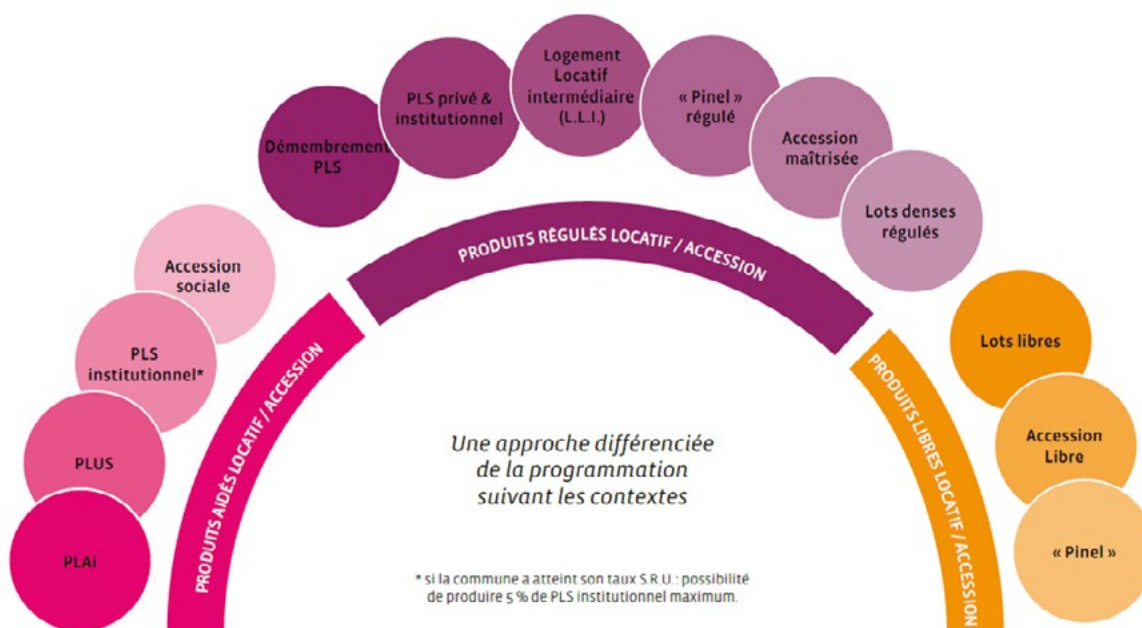 PLAi
PLUS
PLS
institutionnel*
Accession
sociale
PRODUITS AIDÉS LOCATIF / ACCESSION
Démembrement
PLS
PLS privé &
institutionnel
Logement
Locatif
intermédiaire
(L.L.I.)
« Pinel »
régulé
Accession
maîtrisée
Lots denses
régulés
PRODUITS RÉGULÉS LOCATIF / ACCESSION
Lots libres
Accession
Libre
« Pinel »
PRODUITS LIBRES LOCATIF / ACCESSION
Une approche différenciée
de la programmation
suivant les contextes
* si la commune a atteint son taux S.R.U. : possibilité
de produire 5 % de PLS institutionnel maximum.